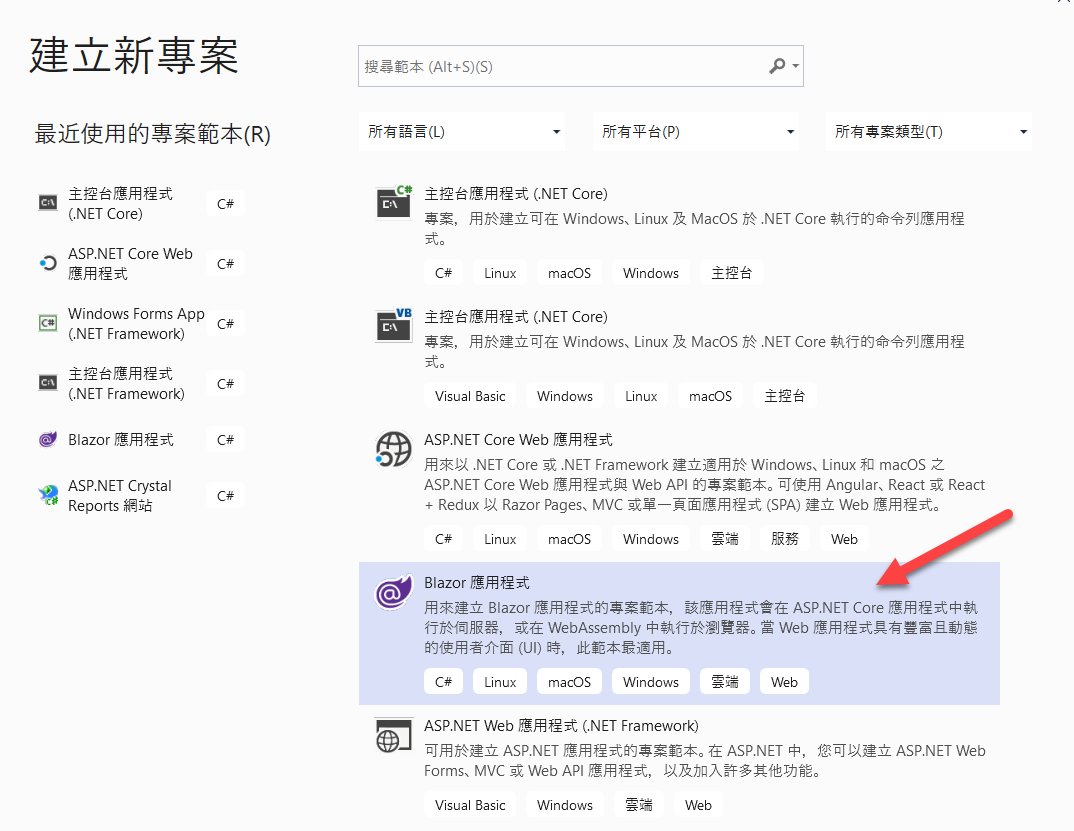 建立新專案
搜尋範本 (Alt+S)(S)
最近使用的專案範本(R)
所有語言(L)
所有平台(P)
所有專案類型(T)
主控台應用程式
(.NET Core)
C#
ASP.NET Core Web
應用程式
C#
Windows Forms App
(.NET Framework)
C#
主控台應用程式
(.NET Framework)
C#
Blazor 應用程式
C#
ASP.NET Crystal
Reports 網站
C#
主控台應用程式 (.NET Core)
專案，用於建立可在 Windows、Linux 及 MacOS 於 .NET Core 執行的命令列應用程
式。
C# Linux macOS Windows 主控台
主控台應用程式 (.NET Core)
專案，用於建立可在 Windows、Linux 及 MacOS 於 .NET Core 執行的命令列應用程
式。
Visual Basic Windows Linux macOS 主控台
ASP.NET Core Web 應用程式
用來以 .NET Core 或 .NET Framework 建立適用於 Windows、Linux 和 macOS 之
ASP.NET Core Web 應用程式與 Web API 的專案範本。可使用 Angular、React 或 React
+ Redux 以 Razor Pages、MVC 或單一頁面應用程式 (SPA) 建立 Web 應用程式。
C# Linux macOS Windows 雲端 服務 Web
Blazor 應用程式
用來建立 Blazor 應用程式的專案範本，該應用程式會在 ASP.NET Core 應用程式中執
行於伺服器，或在 WebAssembly 中執行於瀏覽器。當 Web 應用程式具有豐富且動態
的使用者介面 (UI) 時，此範本最適用。
C# Linux macOS Windows 雲端 Web
ASP.NET Web 應用程式 (.NET Framework)
可用於建立 ASP.NET 應用程式的專案範本。在 ASP.NET 中，您可以建立 ASP.NET Web
Forms、MVC 或 Web API 應用程式，以及加入許多其他功能。
Visual Basic Windows 雲端 Web